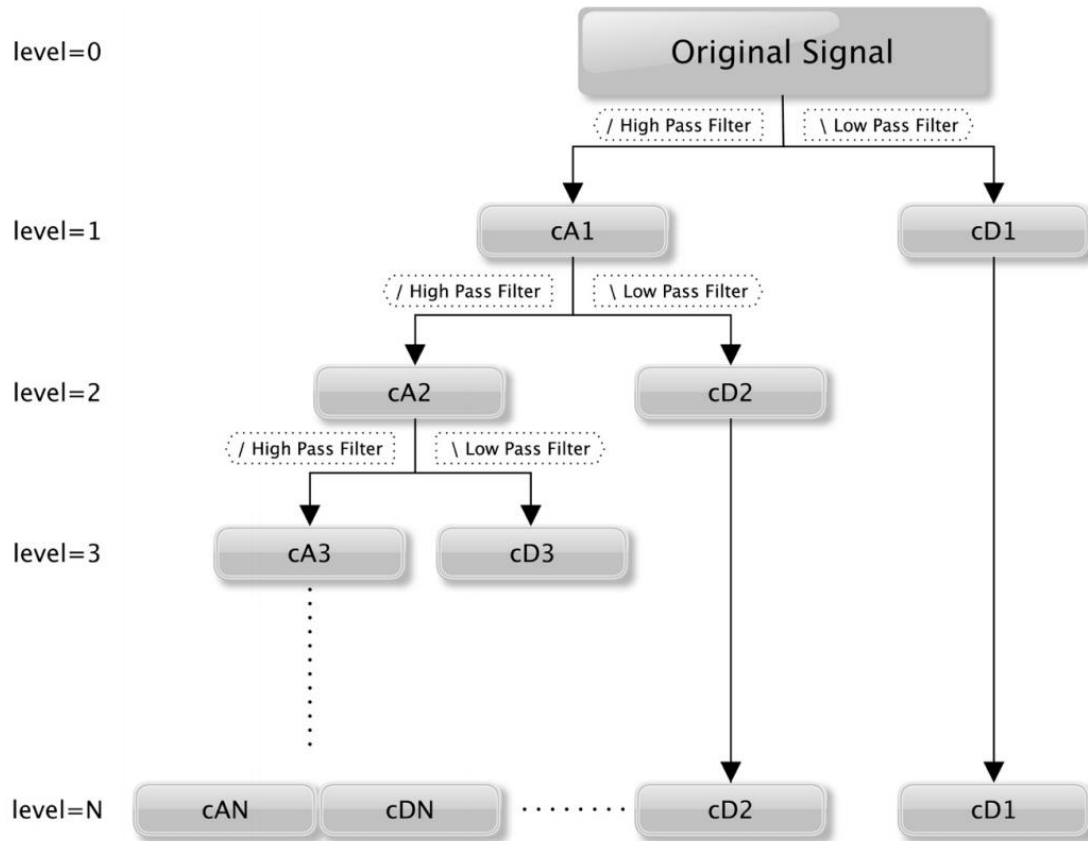 level=0
Original Signal
/ High Pass Filter
\ Low Pass Filter
level=1
cA1
cD1
/ High Pass Filter
\ Low Pass Filter
level=2
cA2
cD2
/ High Pass Filter
\ Low Pass Filter
level=3
cA3
cD3
level=N
cAN
cDN
cD2
cD1